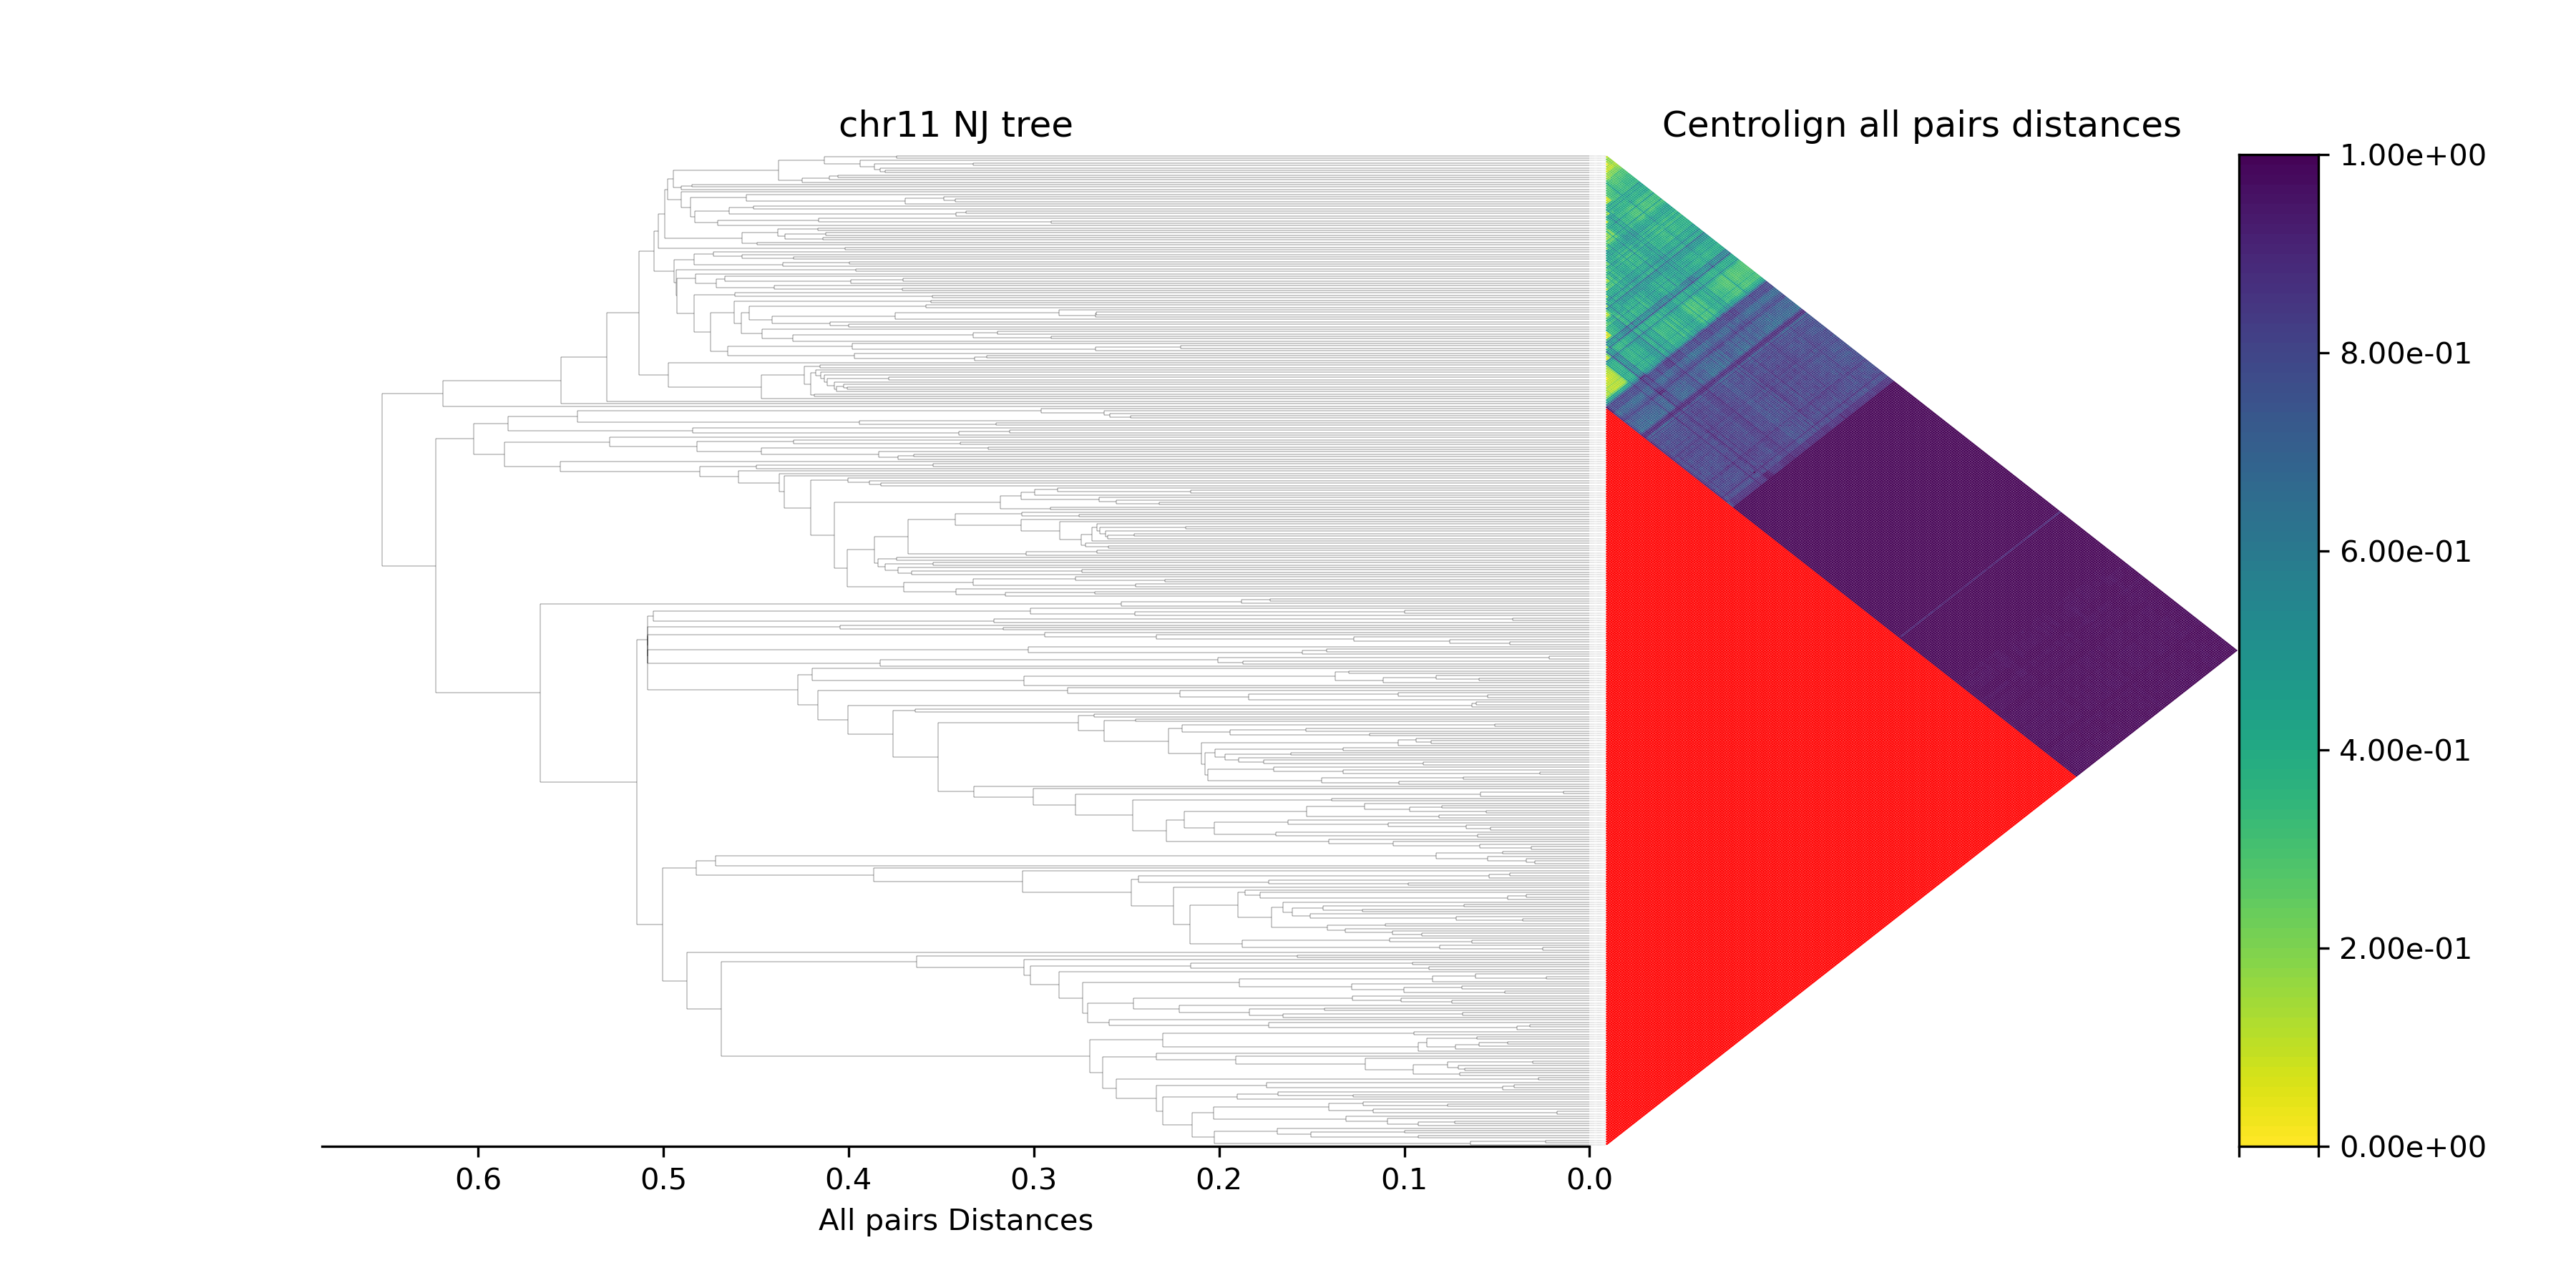 chr11 NJ tree
Centrolign all pairs distances
1.00e+00
8.00e-01
6.00e-01
4.00e-01
2.00e-01
0.00e+00
0.6 0.5 0.4 0.3 0.2 0.1 0.0
All pairs Distances